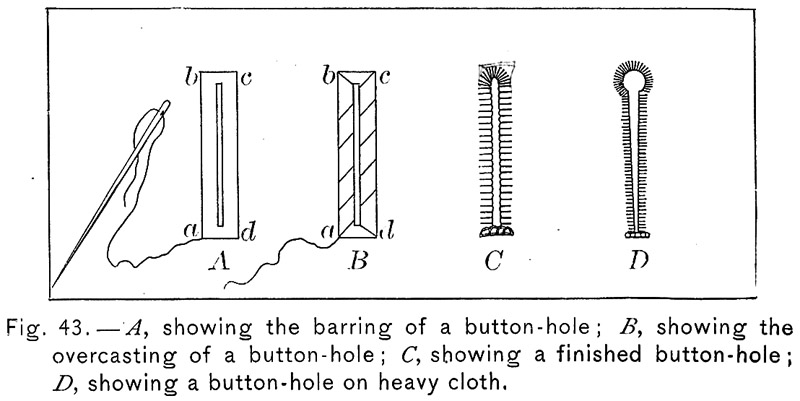 b c b c
a d a d
A B C D
Fig. 43.—A, showing the barring of a button-hole; B, showing the
overcasting of a button-hole; C, showing a finished button-hole;
D, showing a button-hole on heavy cloth.